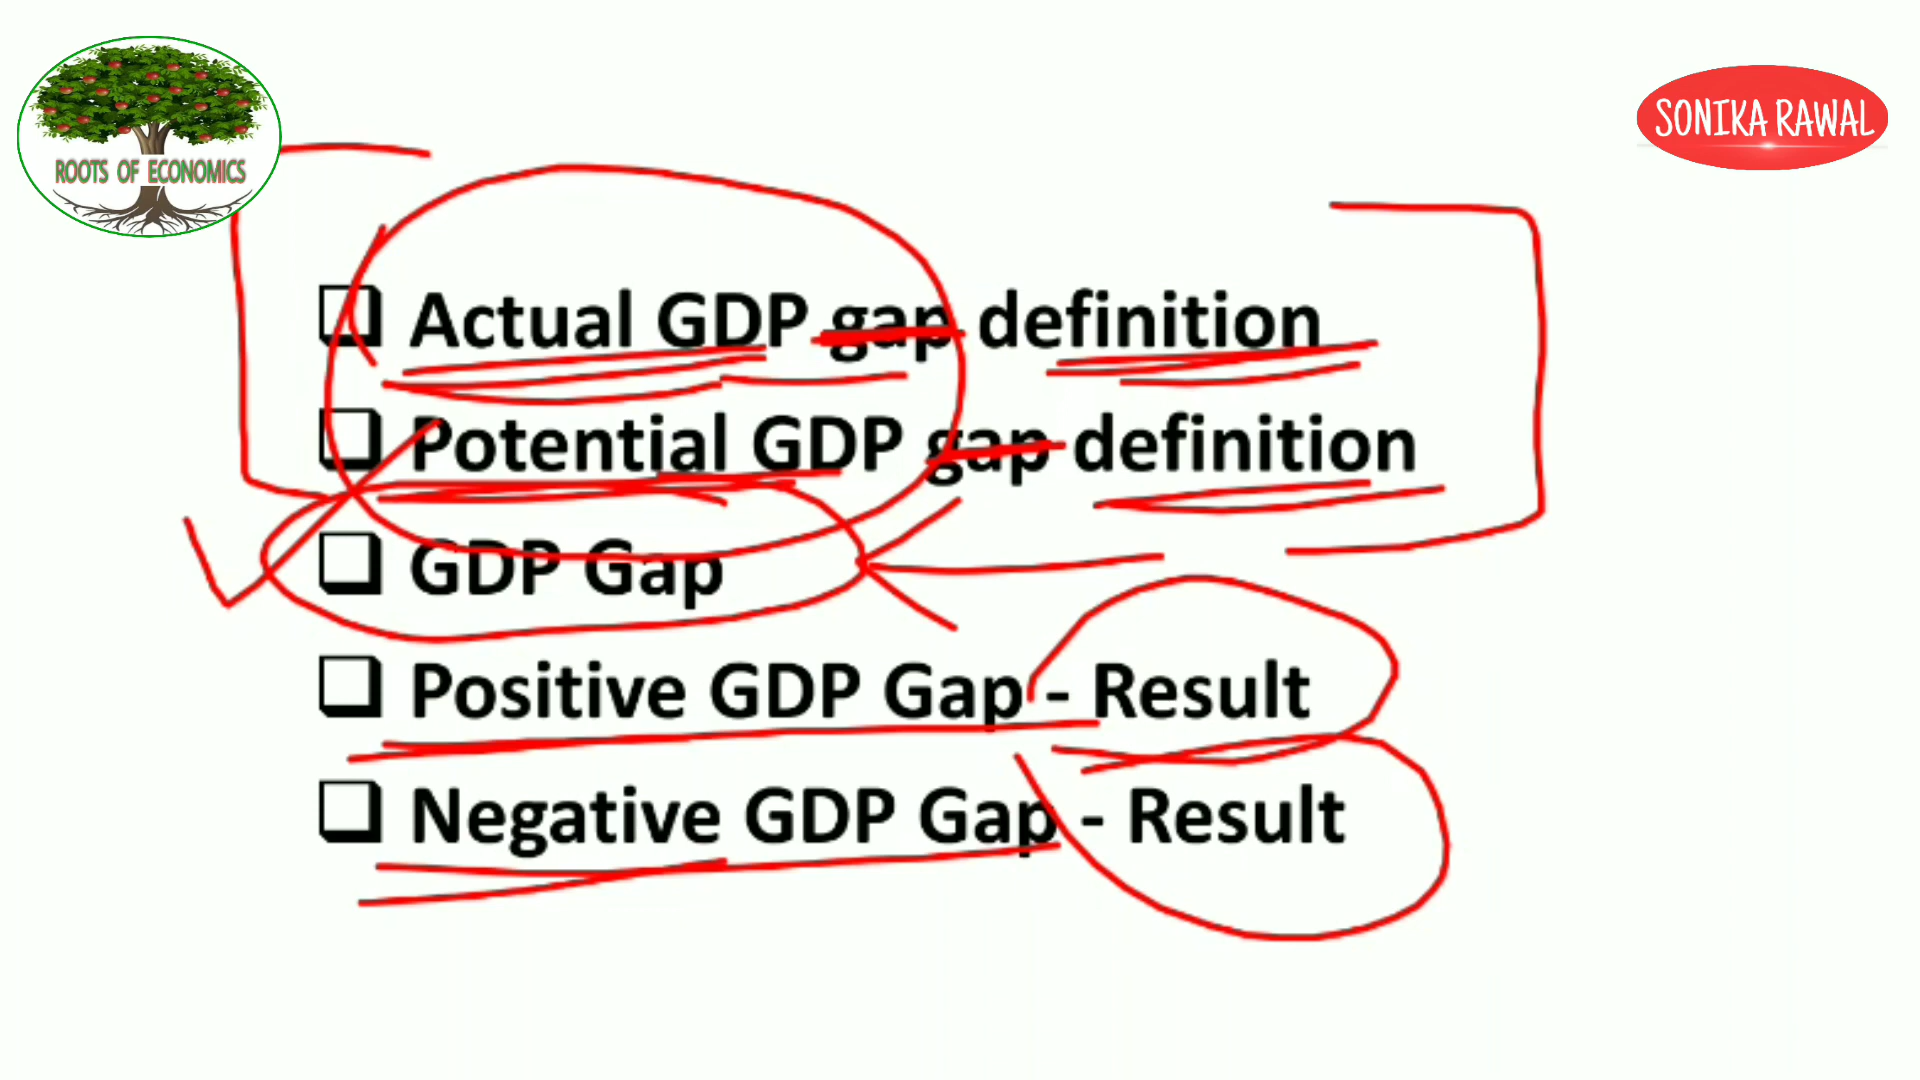 ROOTS OF ECONOMICS
SONIKA RAWAL
Actual GDP gap definition
Potential GDP gap definition
GDP Gap
Positive GDP Gap - Result
Negative GDP Gap - Result